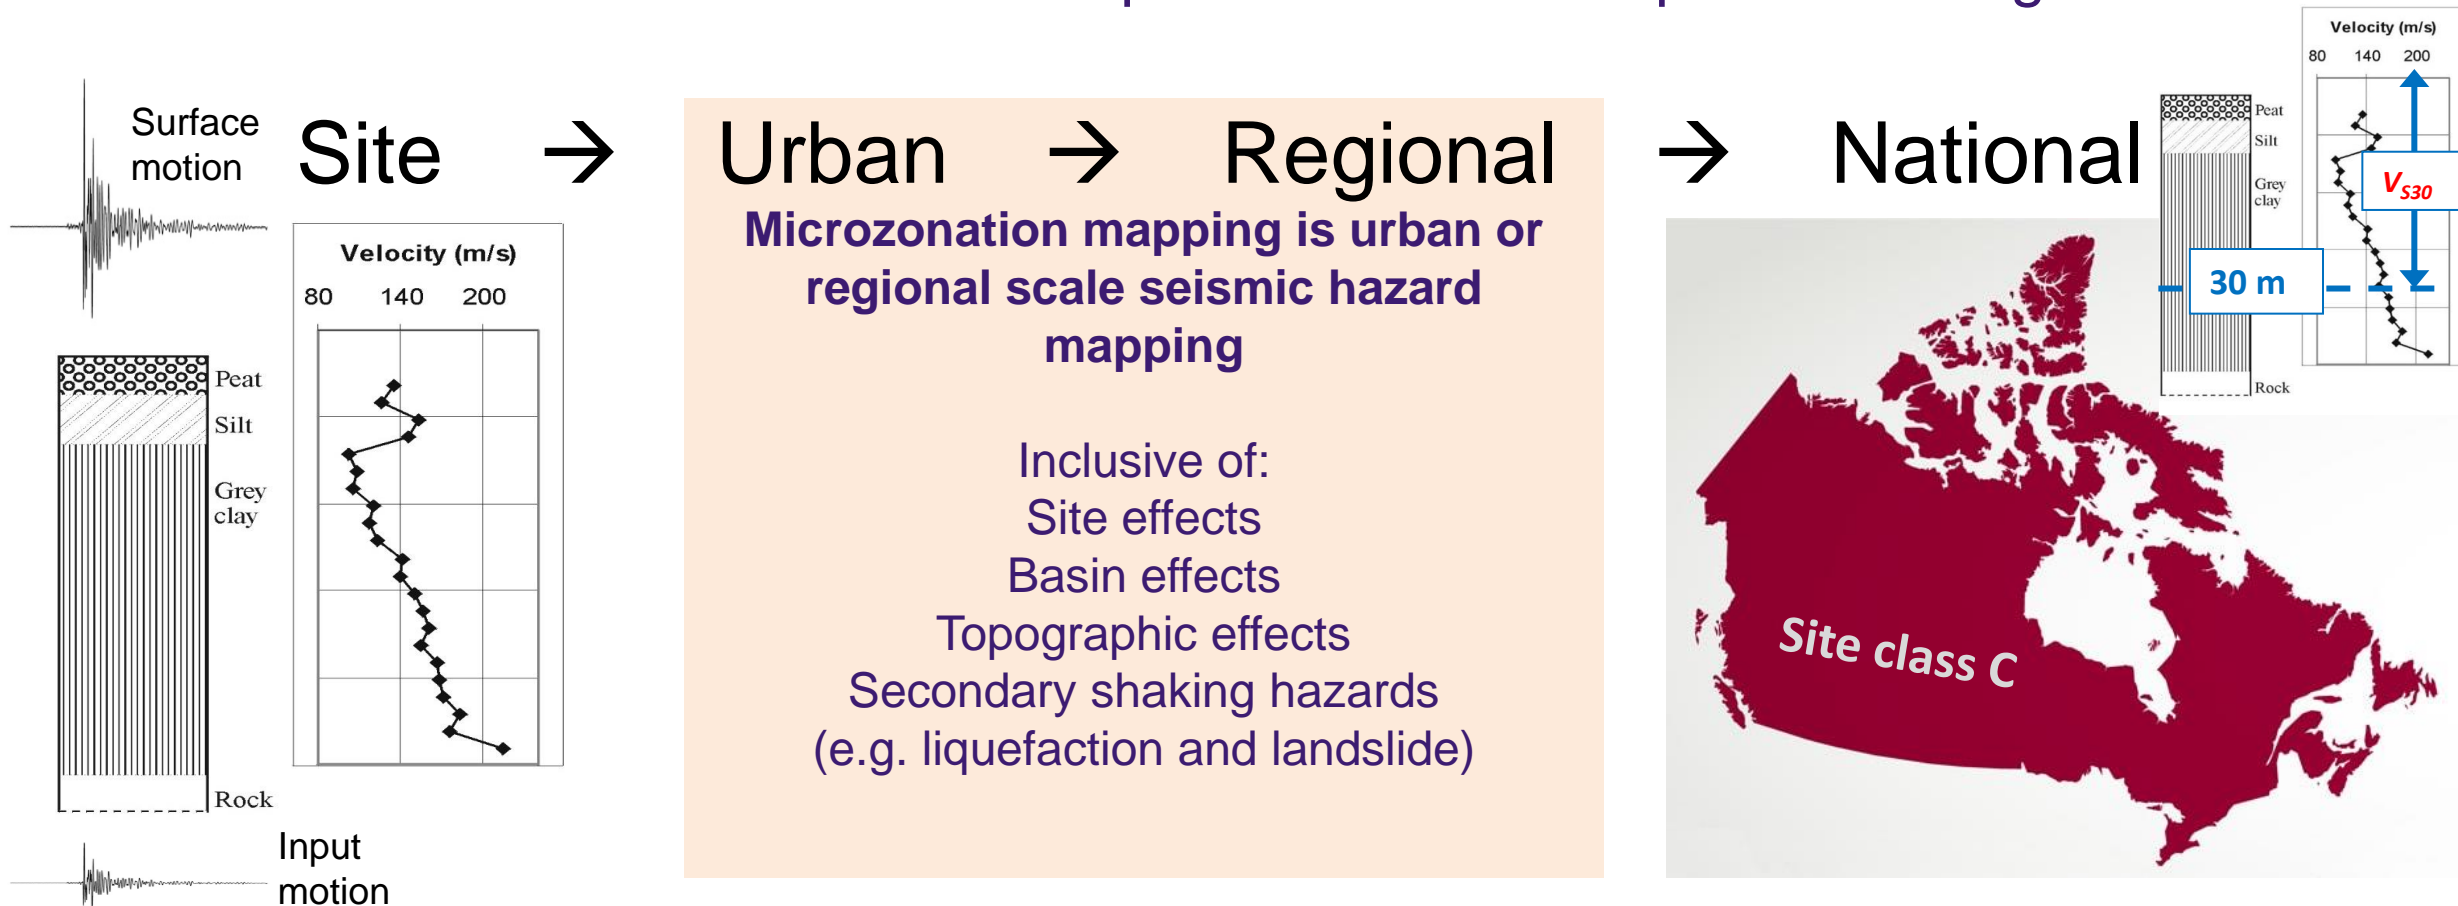 Velocity (m/s)
80 140 200
Surface
motion
Site → Urban → Regional → National
Peat
Silt
Grey
clay
V_S30
30 m
Rock
Velocity (m/s)
80 140 200
Peat
Silt
Grey
clay
Rock
Input
motion
Microzonation mapping is urban or
regional scale seismic hazard
mapping
Inclusive of:
Site effects
Basin effects
Topographic effects
Secondary shaking hazards
(e.g. liquefaction and landslide)
Site class C